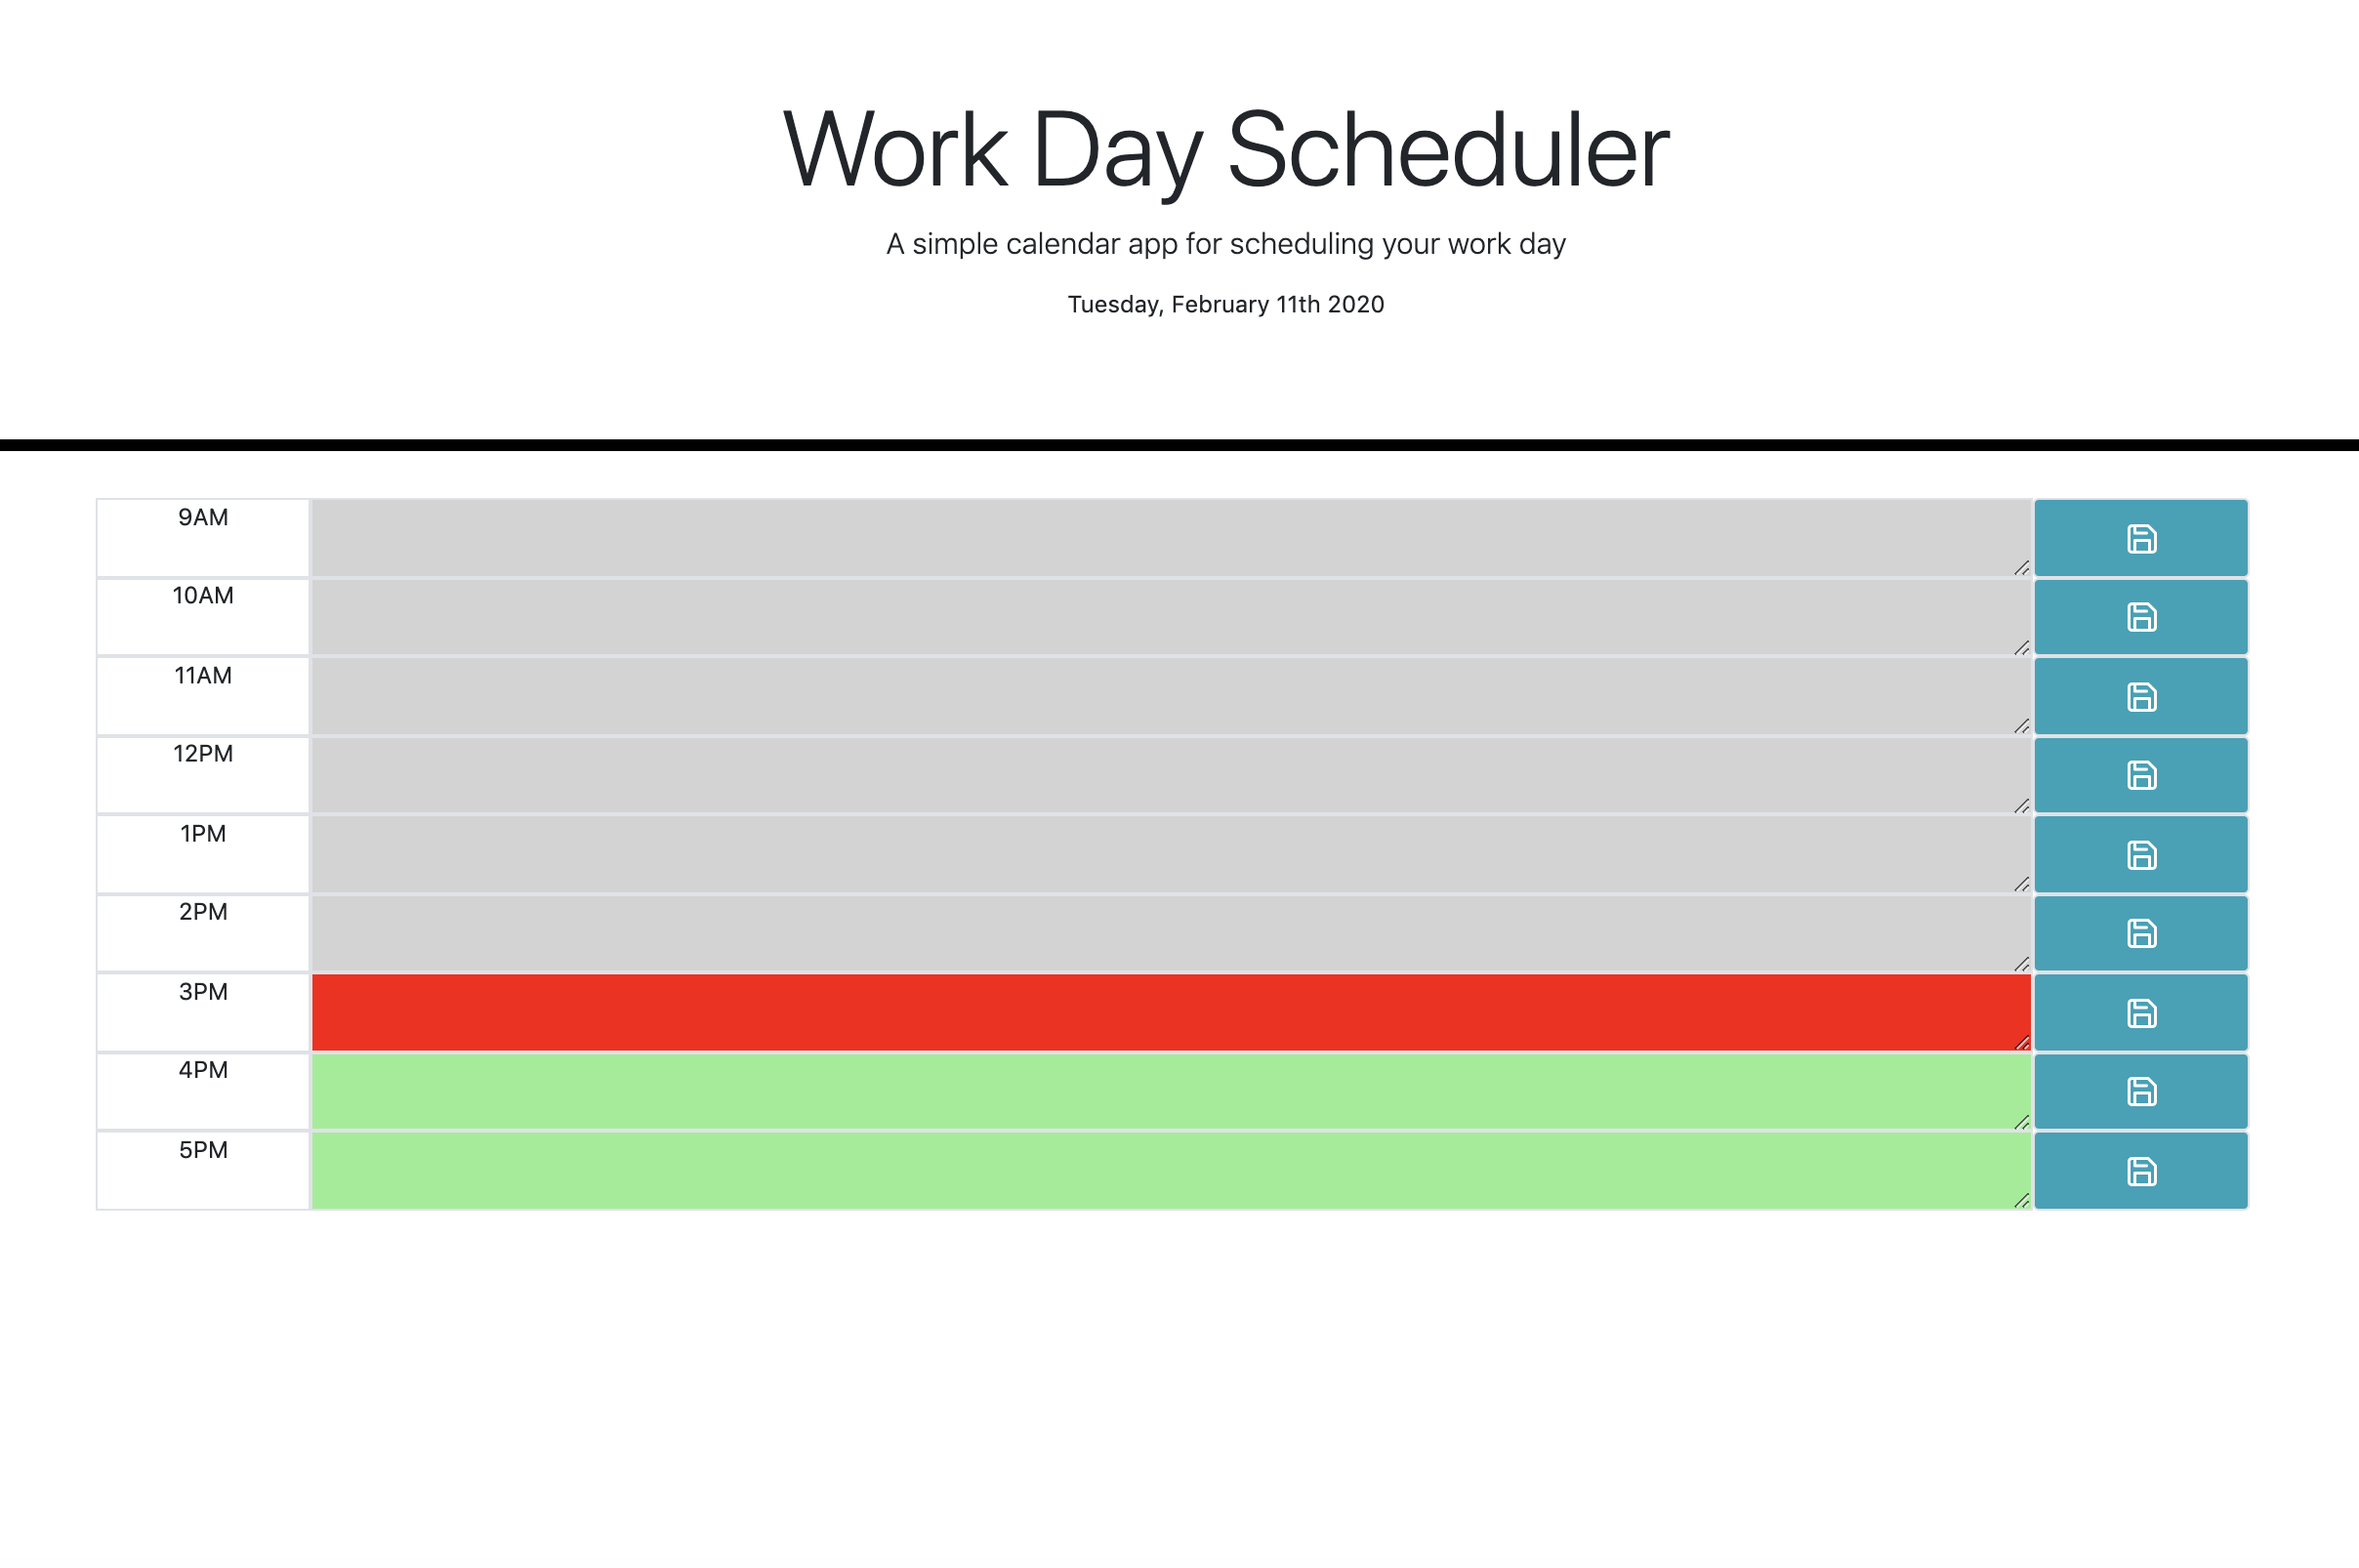 Work Day Scheduler
A simple calendar app for scheduling your work day
Tuesday, February 11th 2020
9AM
10AM
11AM
12PM
1PM
2PM
3PM
4PM
5PM